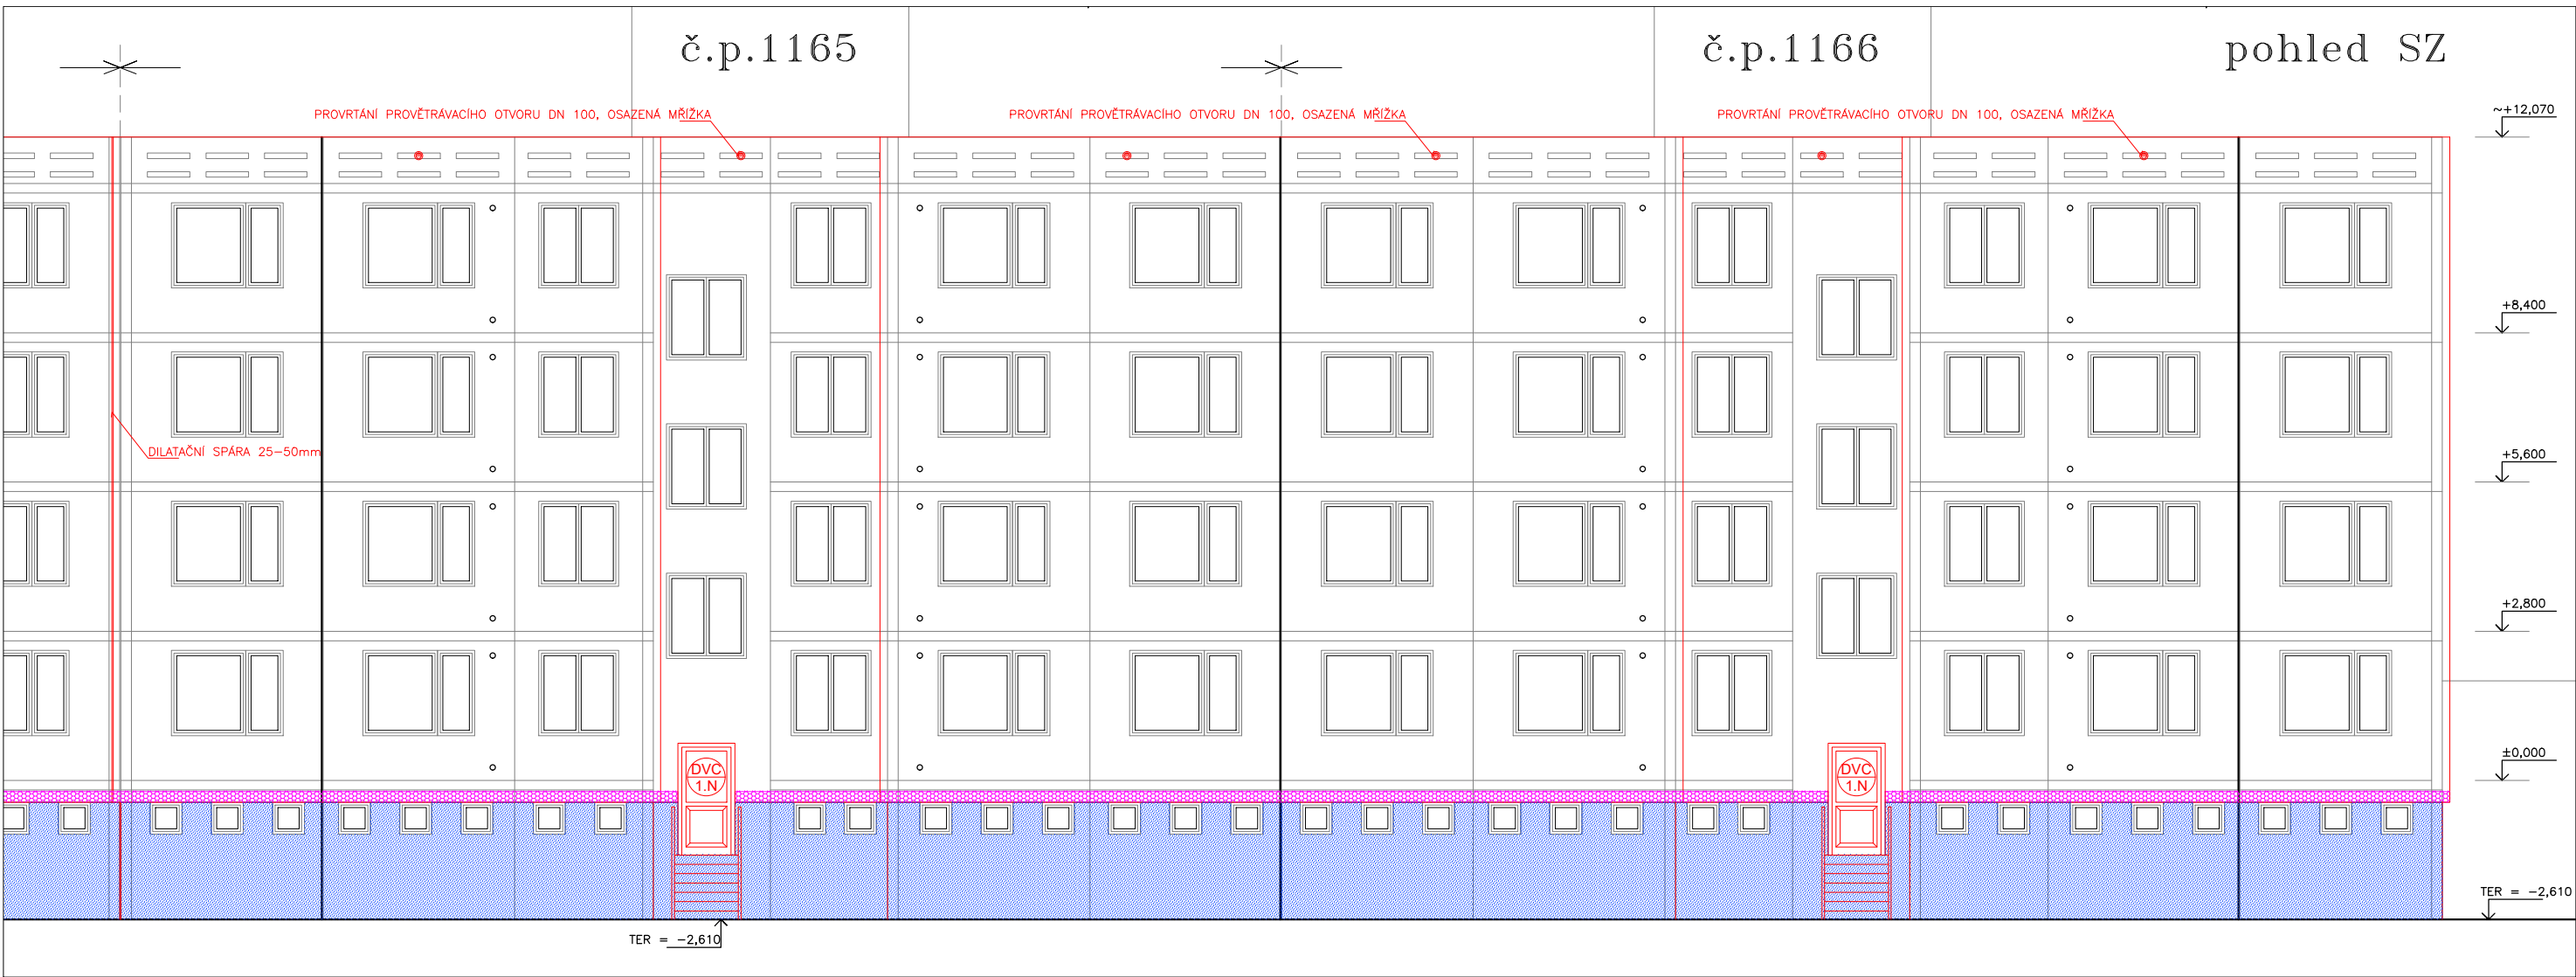 č.p.1165
č.p.1166
pohled SZ
PROVRTÁNÍ PROVĚTRÁVACÍHO OTVORU DN 100, OSAZENÁ MŘÍŽKA
PROVRTÁNÍ PROVĚTRÁVACÍHO OTVORU DN 100, OSAZENÁ MŘÍŽKA
PROVRTÁNÍ PROVĚTRÁVACÍHO OTVORU DN 100, OSAZENÁ MŘÍŽKA
~+12,070
+8,400
DILATAČNÍ SPÁRA 25-50mm
+5,600
+2,800
±0,000
DVC
1.N
DVC
1.N
TER = -2,610
TER = -2,610